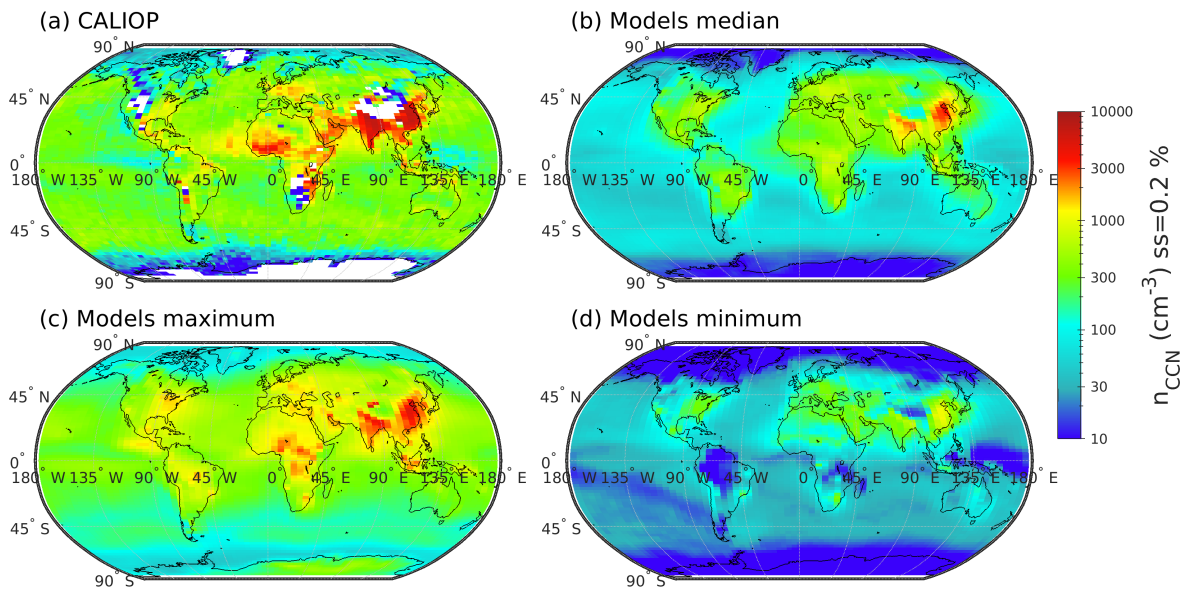 (a) CALIOP
90° N
45° N
0°
180° W 135° W 90° W 45° W 0° 45° E 90° E 135° E 180° E
45° S
90° S
(b) Models median
90° N
45° N
0°
180° W 135° W 90° W 45° W 0° 45° E 90° E 135° E 180° E
45° S
90° S
(c) Models maximum
90° N
45° N
0°
180° W 135° W 90° W 45° W 0° 45° E 90° E 135° E 180° E
45° S
90° S
(d) Models minimum
90° N
45° N
0°
180° W 135° W 90° W 45° W 0° 45° E 90° E 135° E 180° E
45° S
90° S
10000
3000
1000
300
100
30
10
nCCN (cm-3) ss=0.2 %